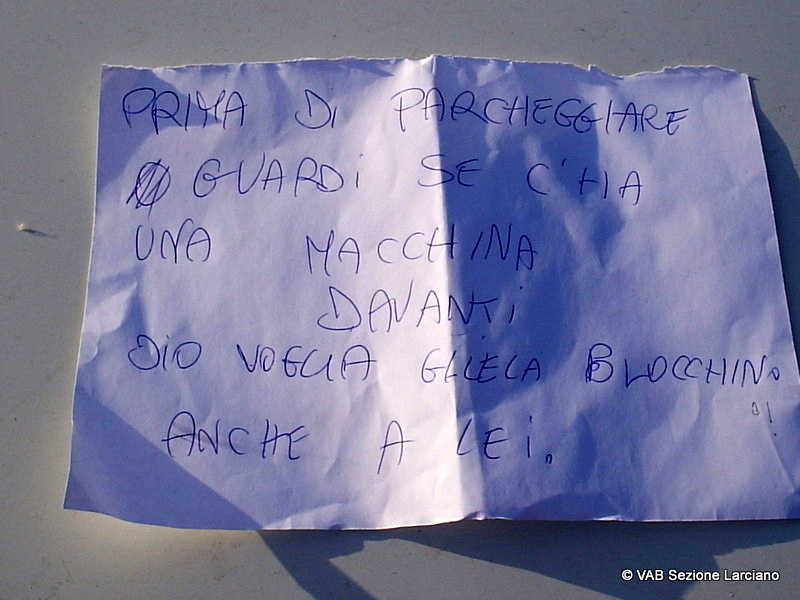 PRIMA DI PARCHEGGIARE
GUARDI SE C'HA
UNA MACCHINA
DAVANTI
DIO VOGLIA GLIELA BLOCCHINO
ANCHE A LEI.
© VAB Sezione Larciano